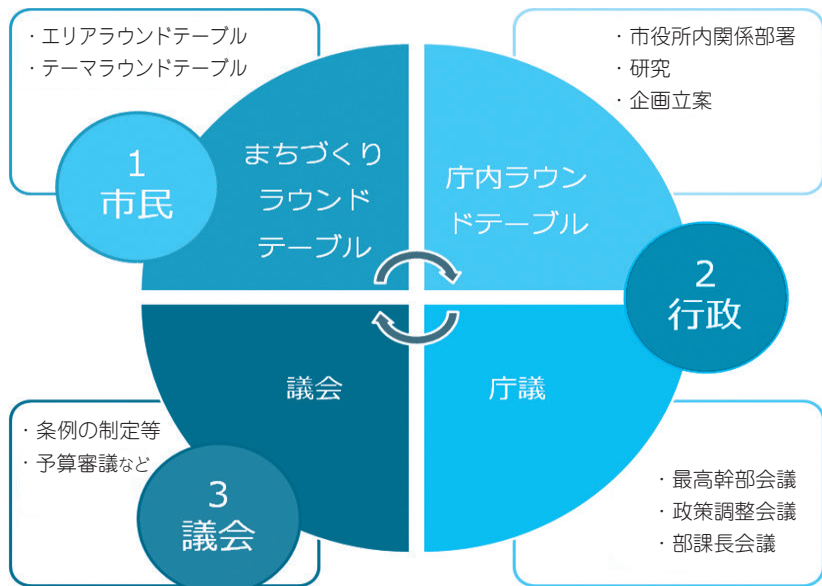 ・エリアラウンドテーブル
・テーマラウンドテーブル
1
市民
まちづくり
ラウンド
テーブル
・市役所内関係部署
・研究
・企画立案
庁内ラウン
ドテーブル
2
行政
議会
・条例の制定等
・予算審議など
3
議会
庁議
・最高幹部会議
・政策調整会議
・部課長会議